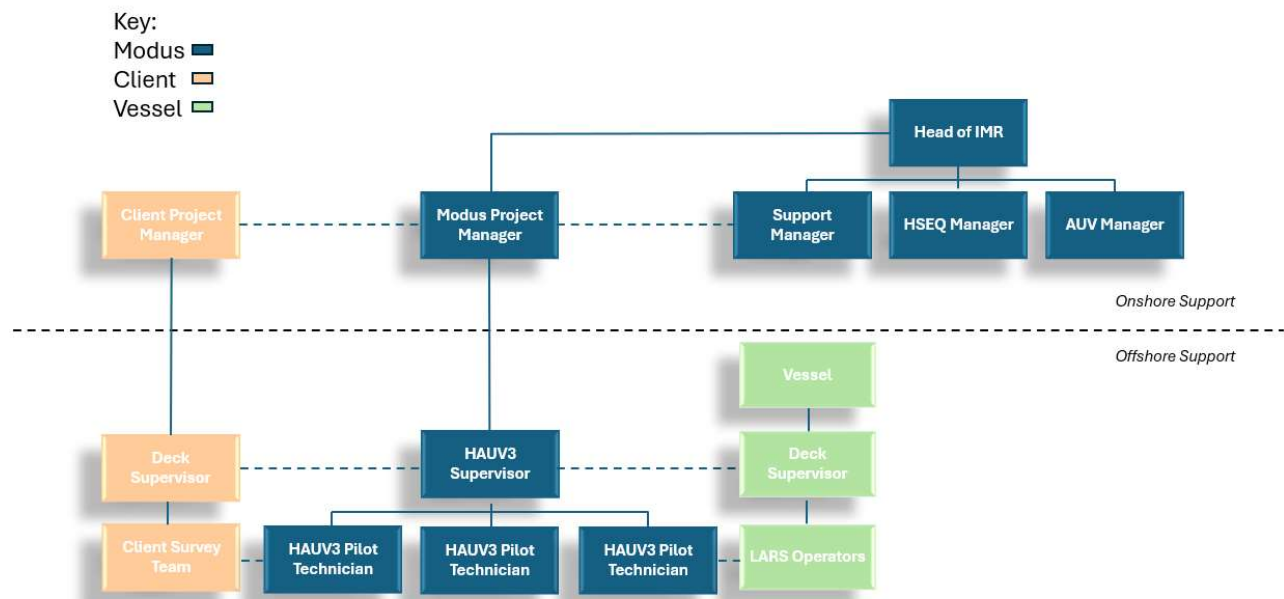 Key:
Modus
Client
Vessel
Head of IMR
Client Project
Manager
Modus Project
Manager
Support
Manager
HSEQ Manager
AUV Manager
Onshore Support
Offshore Support
Vessel
Deck
Supervisor
HAUV3
Supervisor
Deck
Supervisor
Client Survey
Team
HAUV3 Pilot
Technician
HAUV3 Pilot
Technician
HAUV3 Pilot
Technician
LARS Operators